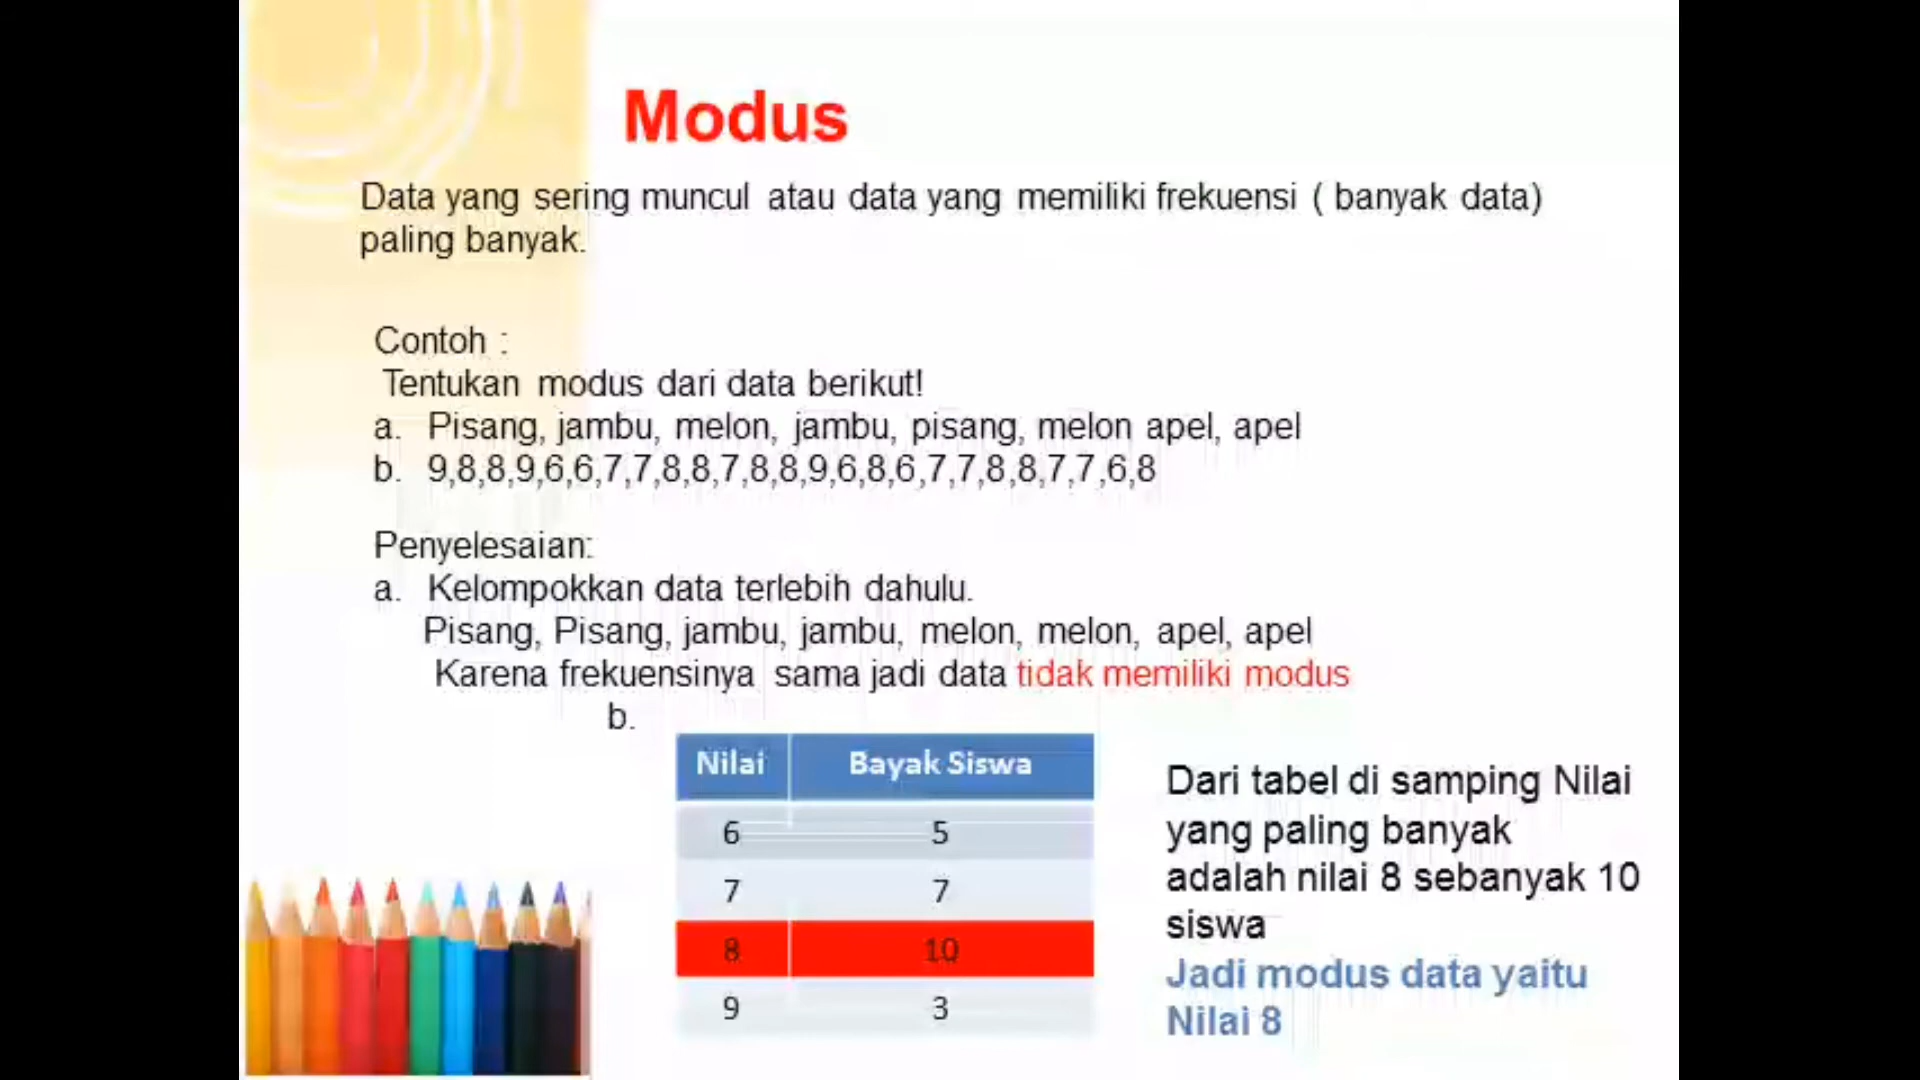 Modus
Data yang sering muncul atau data yang memiliki frekuensi ( banyak data)
paling banyak.
Contoh :
Tentukan modus dari data berikut!
a. Pisang, jambu, melon, jambu, pisang, melon apel, apel
b. 9,8,8,9,6,6,7,7,8,8,7,8,8,9,6,8,6,7,7,8,8,7,7,6,8
Penyelesaian:
a. Kelompokkan data terlebih dahulu.
Pisang, Pisang, jambu, jambu, melon, melon, apel, apel
Karena frekuensinya sama jadi data tidak memiliki modus
b.
Nilai Bayak Siswa
6 5
7 7
8 10
9 3
Dari tabel di samping Nilai
yang paling banyak
adalah nilai 8 sebanyak 10
siswa
Jadi modus data yaitu
Nilai 8